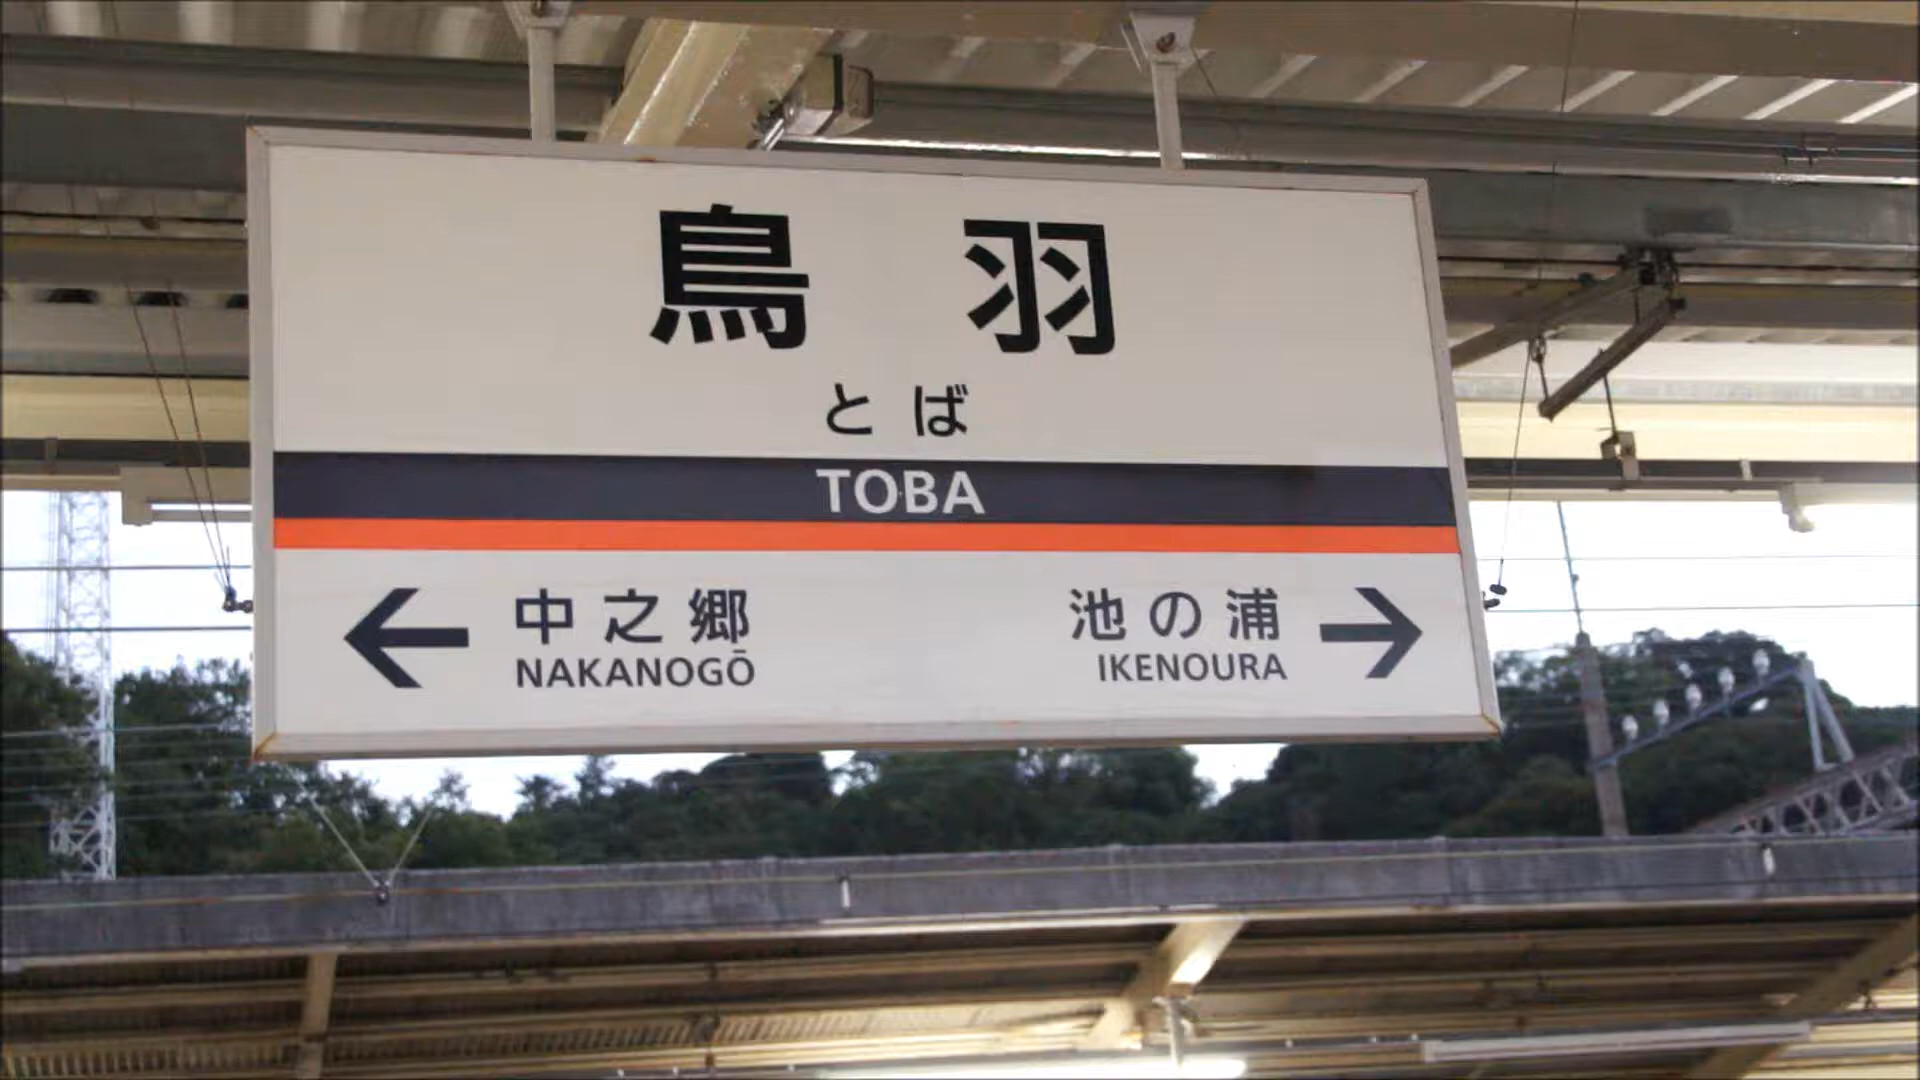 鳥羽
とば
TOBA
← 中之郷 池の浦 →
NAKANOGŌ IKENOURA